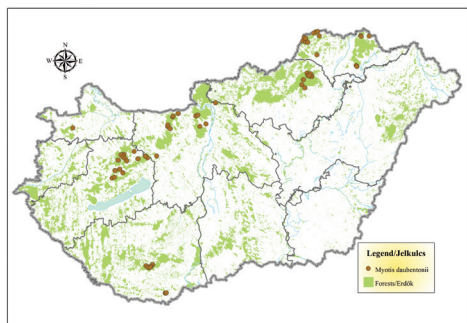 N
W E
S
Legend/Jelkulcs
Myotis daubentonii
Forests/Erdők